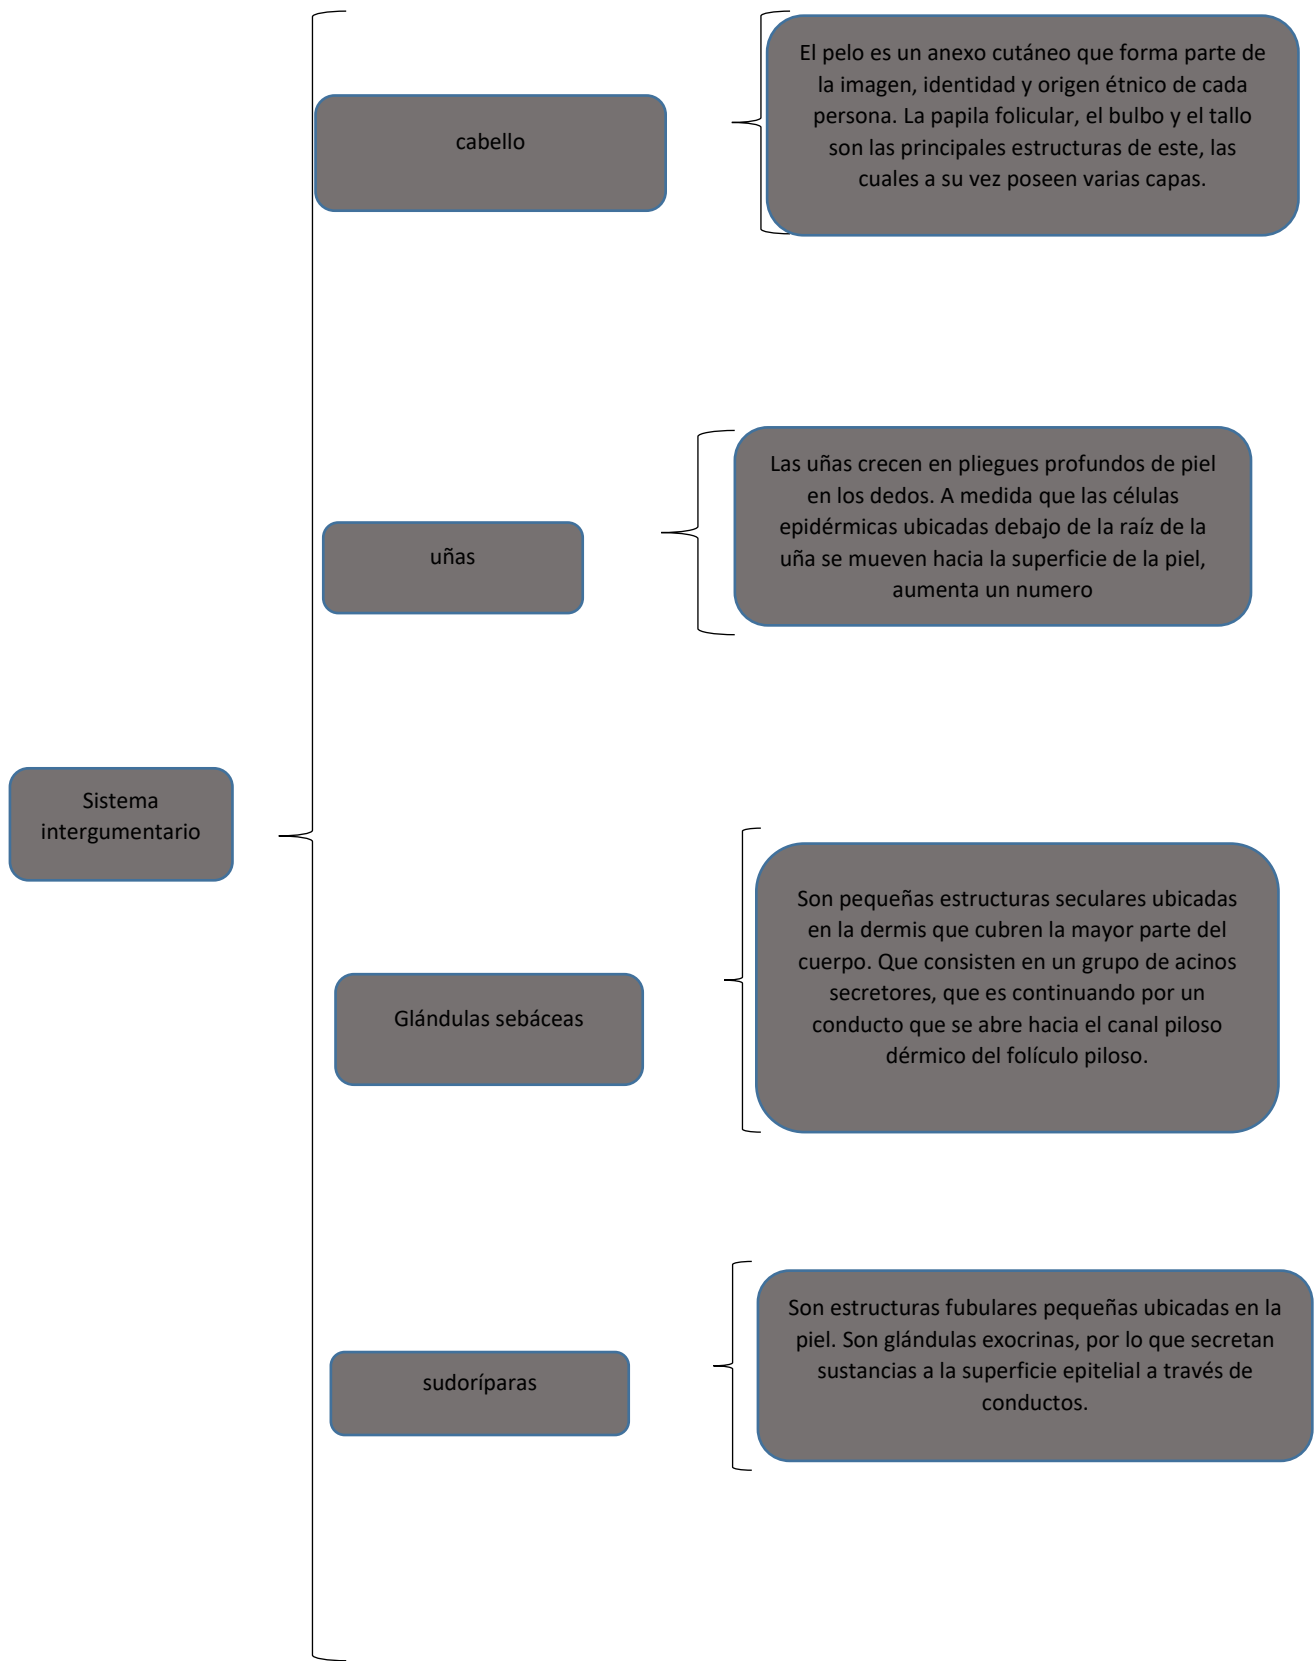 Sistema
intergumentario
cabello
El pelo es un anexo cutáneo que forma parte de
la imagen, identidad y origen étnico de cada
persona. La papila folicular, el bulbo y el tallo
son las principales estructuras de este, las
cuales a su vez poseen varias capas.
uñas
Las uñas crecen en pliegues profundos de piel
en los dedos. A medida que las células
epidérmicas ubicadas debajo de la raíz de la
uña se mueven hacia la superficie de la piel,
aumenta un numero
Glándulas sebáceas
Son pequeñas estructuras seculares ubicadas
en la dermis que cubren la mayor parte del
cuerpo. Que consisten en un grupo de acinos
secretores, que es continuando por un
conducto que se abre hacia el canal piloso
dérmico del folículo piloso.
sudoríparas
Son estructuras fubulares pequeñas ubicadas en la
piel. Son glándulas exocrinas, por lo que secretan
sustancias a la superficie epitelial a través de
conductos.